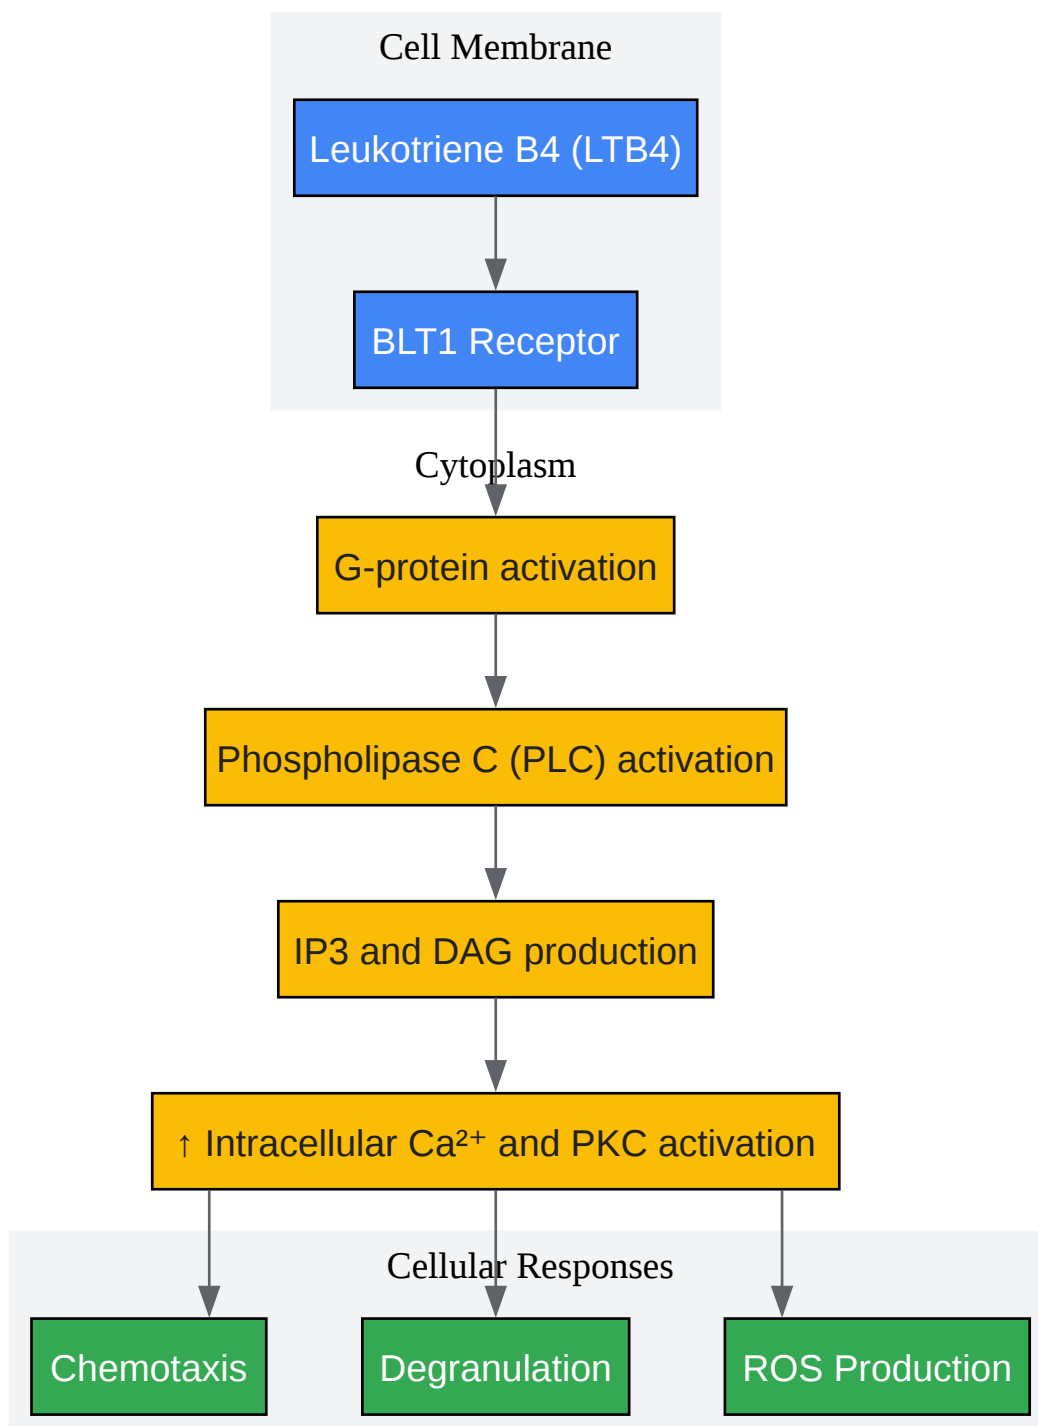 Cell Membrane
Leukotriene B4 (LTB4)
BLT1 Receptor
Cytoplasm
G-protein activation
Phospholipase C (PLC) activation
IP3 and DAG production
↑ Intracellular Ca²⁺ and PKC activation
Cellular Responses
Chemotaxis
Degranulation
ROS Production